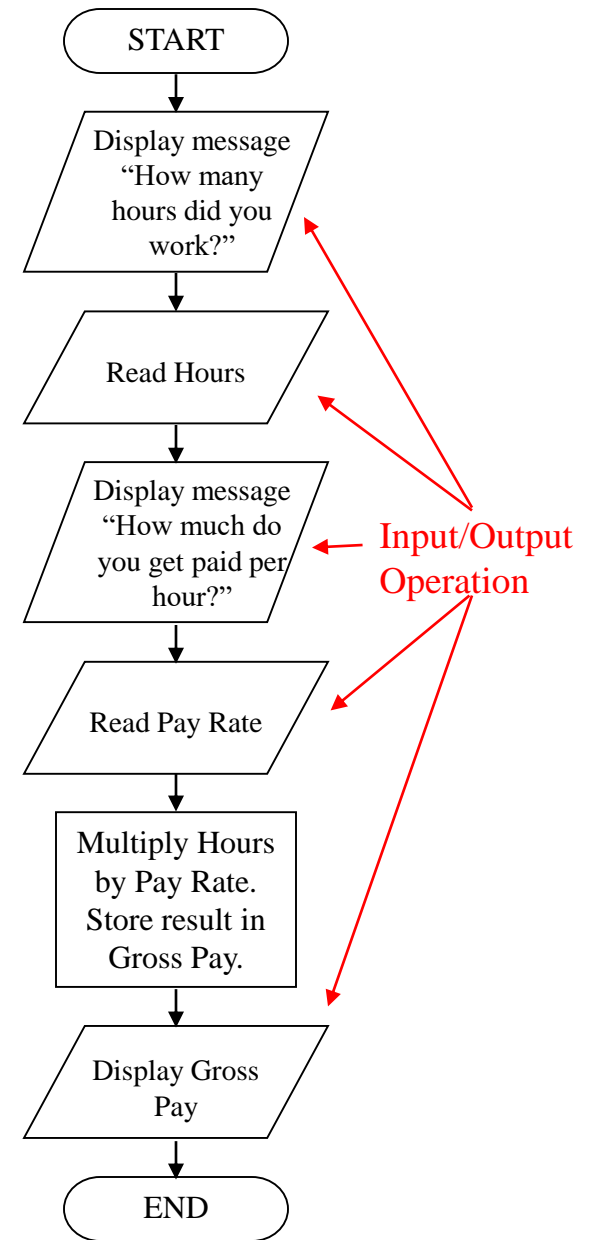 START
Display message
“How many
hours did you
work?”
Read Hours
Display message
“How much do
you get paid per
hour?”
Input/Output
Operation
Read Pay Rate
Multiply Hours
by Pay Rate.
Store result in
Gross Pay.
Display Gross
Pay
END